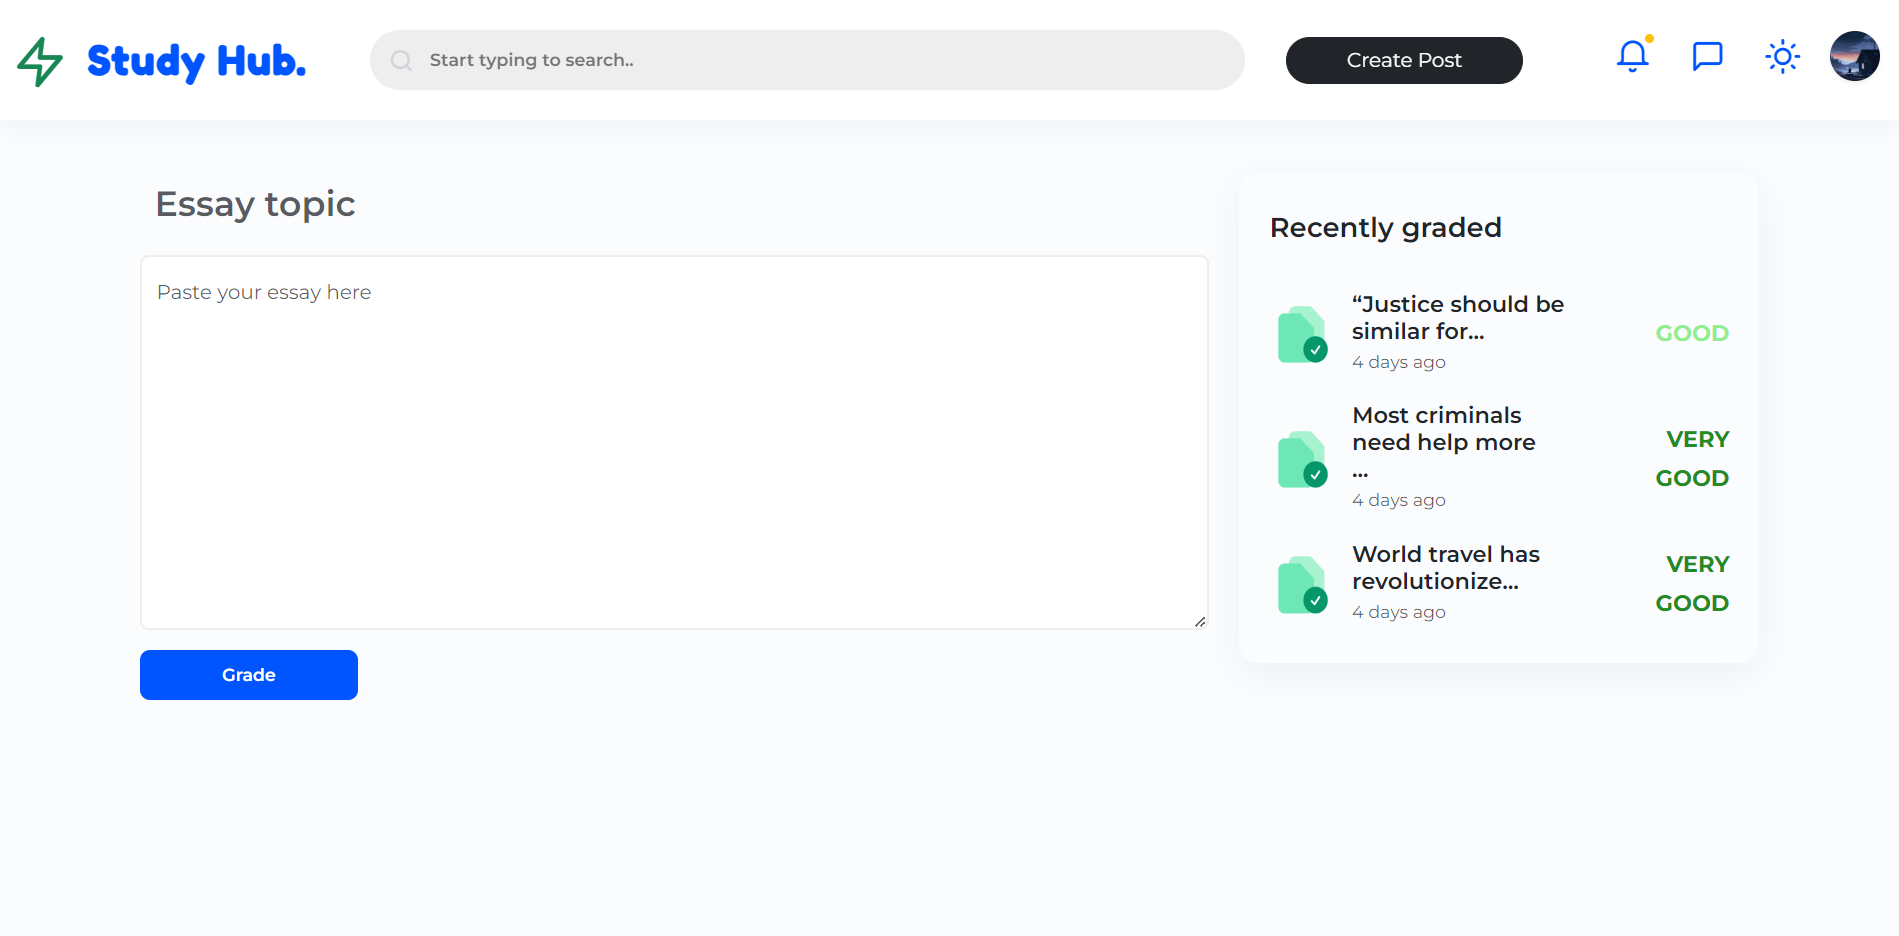 Study Hub.
Start typing to search..
Create Post
Essay topic
Paste your essay here
Grade
Recently graded
“Justice should be
similar for...
4 days ago
GOOD
Most criminals
need help more
...
4 days ago
VERY
GOOD
World travel has
revolutionize...
4 days ago
VERY
GOOD